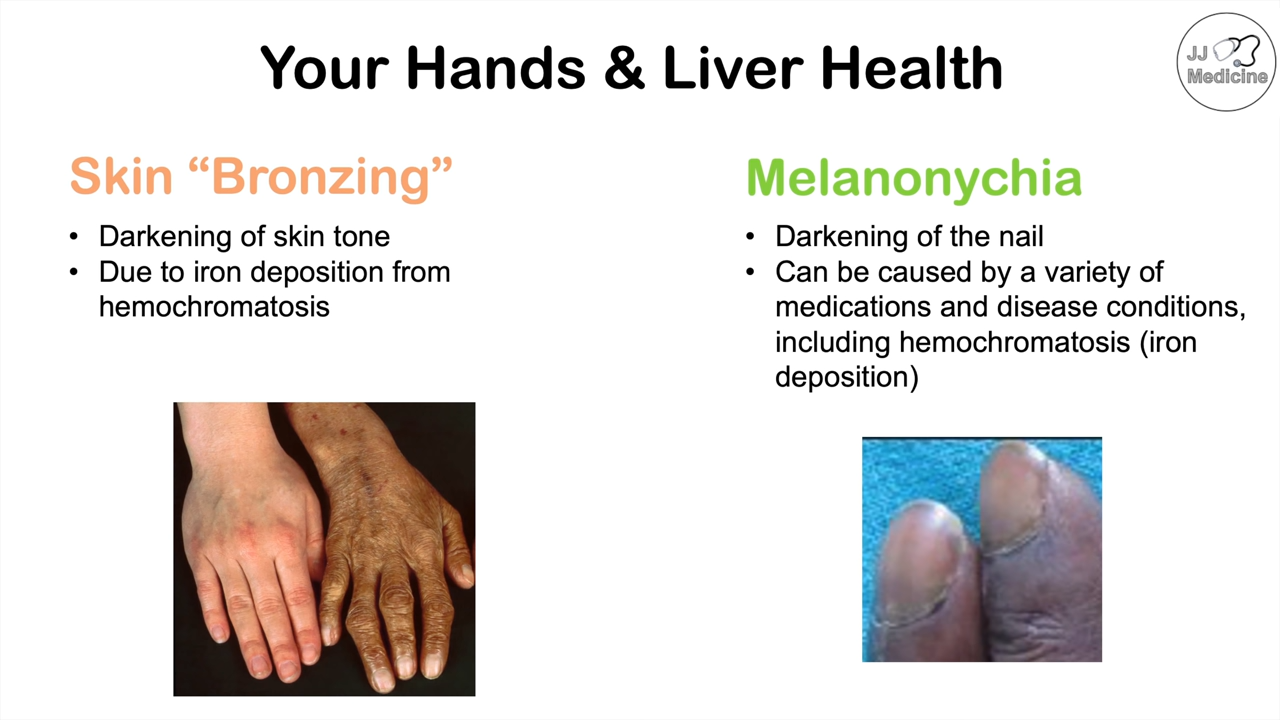 Your Hands & Liver Health
JJ
Medicine
Skin “Bronzing”
• Darkening of skin tone
• Due to iron deposition from
hemochromatosis
Melanonychia
• Darkening of the nail
• Can be caused by a variety of
medications and disease conditions,
including hemochromatosis (iron
deposition)